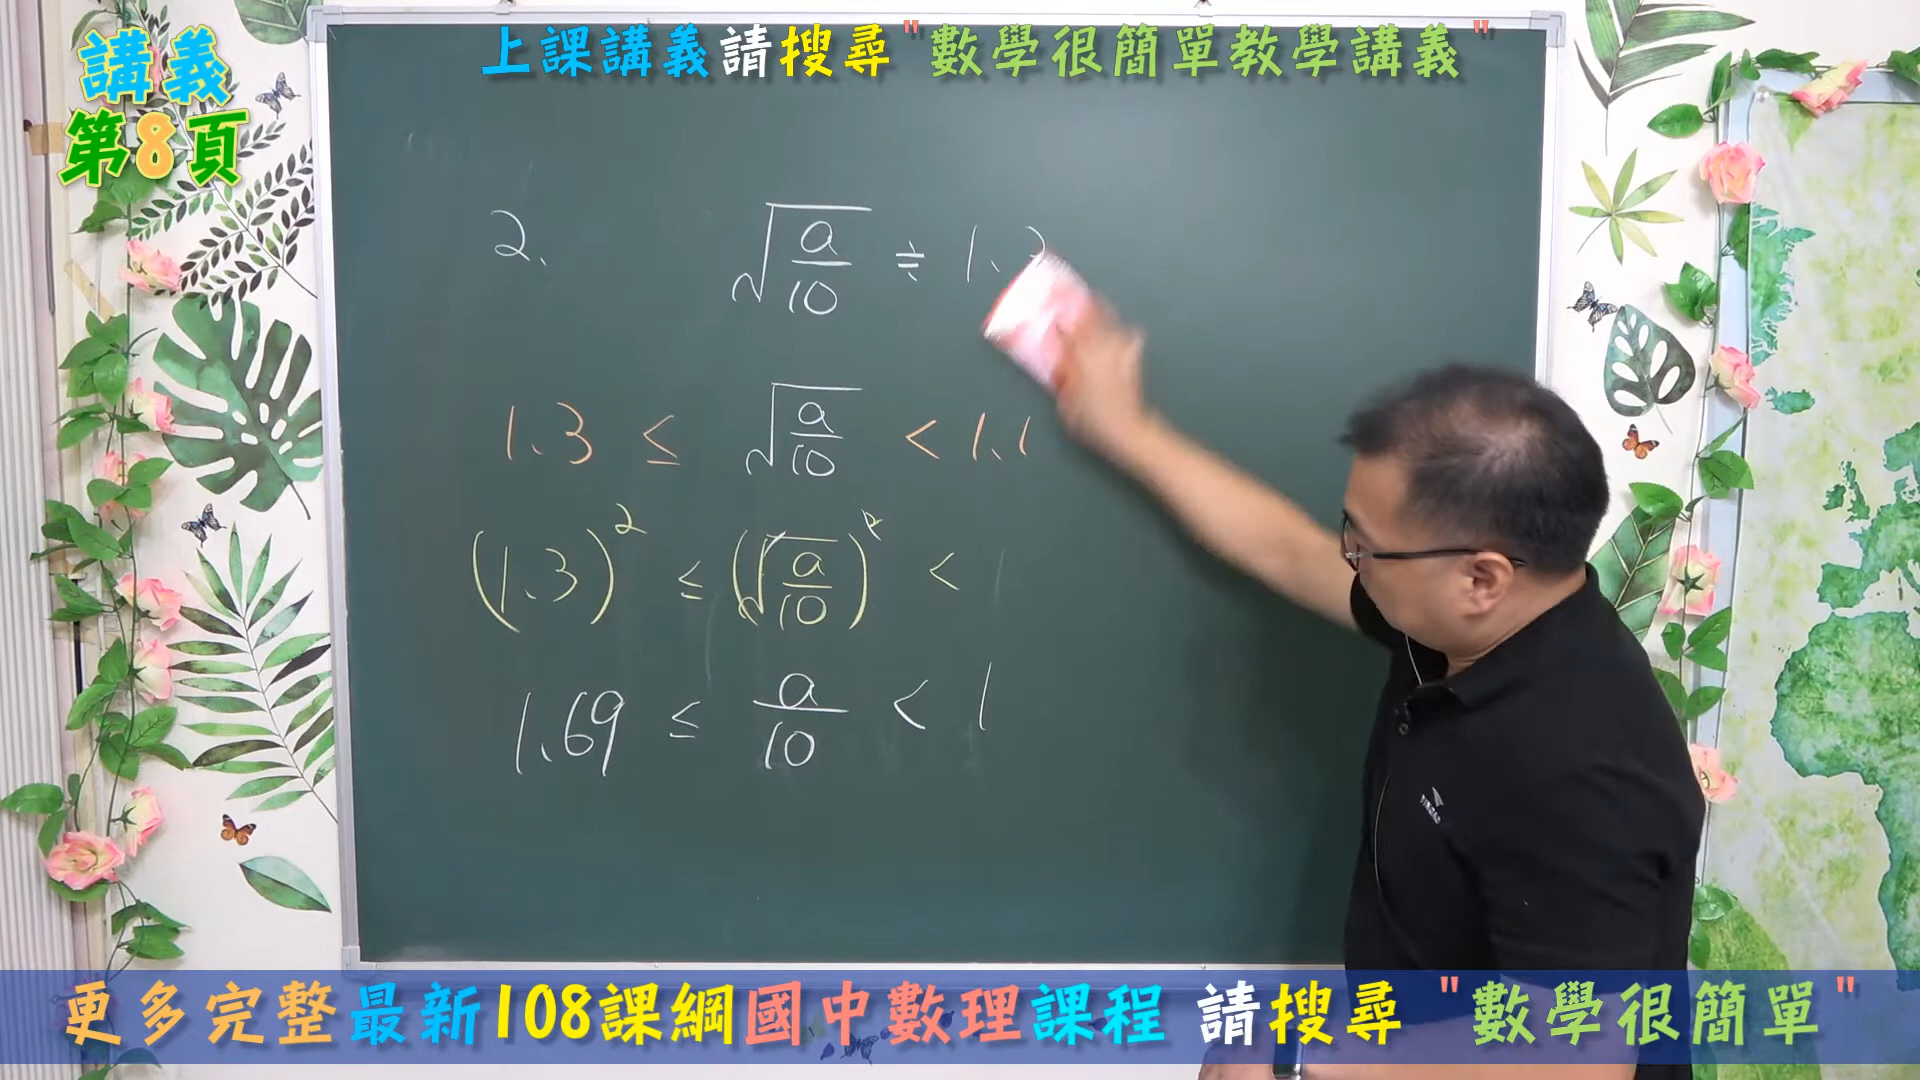 上課講義請搜尋"數學很簡單教學講義"
講義
第8頁
2. √(a/10) ≑ 1.
1.3 ≤ √(a/10) < 1.
(1.3)² ≤ (√(a/10))² < 1
1.69 ≤ a/10 < 1
更多完整最新108課綱國中數理課程 請搜尋 "數學很簡單"